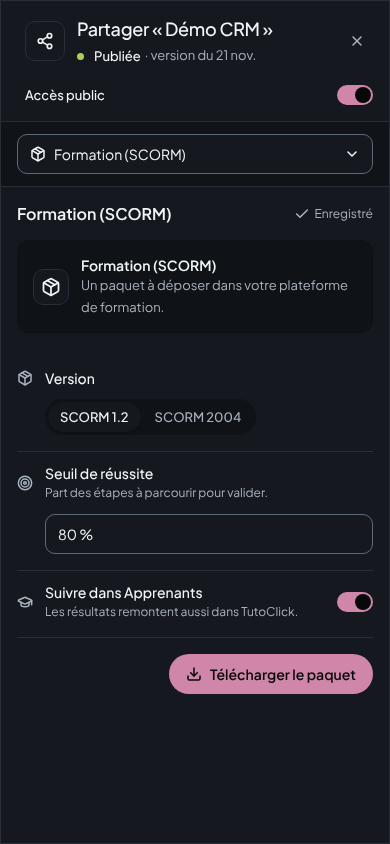 Partager « Démo CRM »
Publiée · version du 21 nov.
Accès public
Formation (SCORM)
Formation (SCORM)
Enregistré
Formation (SCORM)
Un paquet à déposer dans votre plateforme
de formation.
Version
SCORM 1.2
SCORM 2004
Seuil de réussite
Part des étapes à parcourir pour valider.
80 %
Suivre dans Apprenants
Les résultats remontent aussi dans TutoClick.
Télécharger le paquet